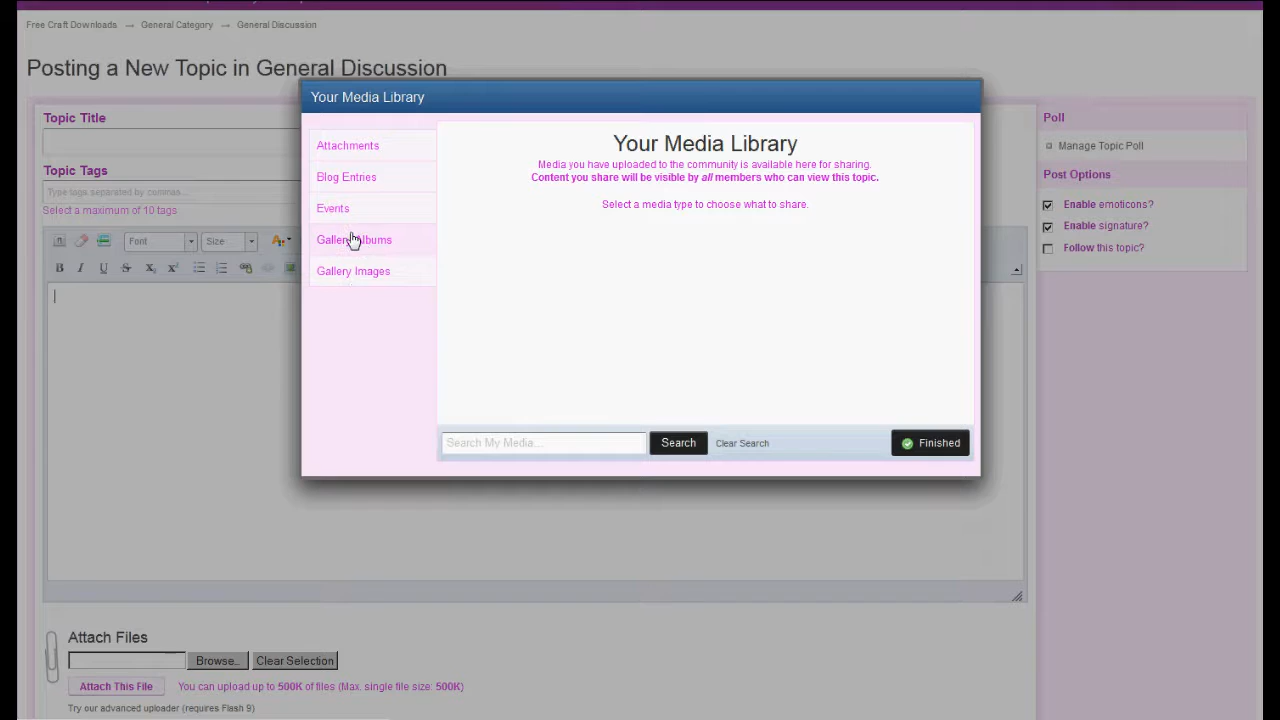 Free Craft Downloads → General Category → General Discussion
Posting a New Topic in General Discussion
Your Media Library
Attachments
Blog Entries
Events
Gallery Albums
Gallery Images
Your Media Library
Media you have uploaded to the community is available here for sharing.
Content you share will be visible by all members who can view this topic.
Select a media type to choose what to share.
Search My Media...
Search
Clear Search
Finished
Topic Title
Topic Tags
Type tags separated by commas...
Select a maximum of 10 tags
Font
Size
B I U S X₂ X²
Poll
Manage Topic Poll
Post Options
Enable emoticons?
Enable signature?
Follow this topic?
Attach Files
Browse...
Clear Selection
Attach This File
You can upload up to 500K of files (Max. single file size: 500K)
Try our advanced uploader (requires Flash 9)